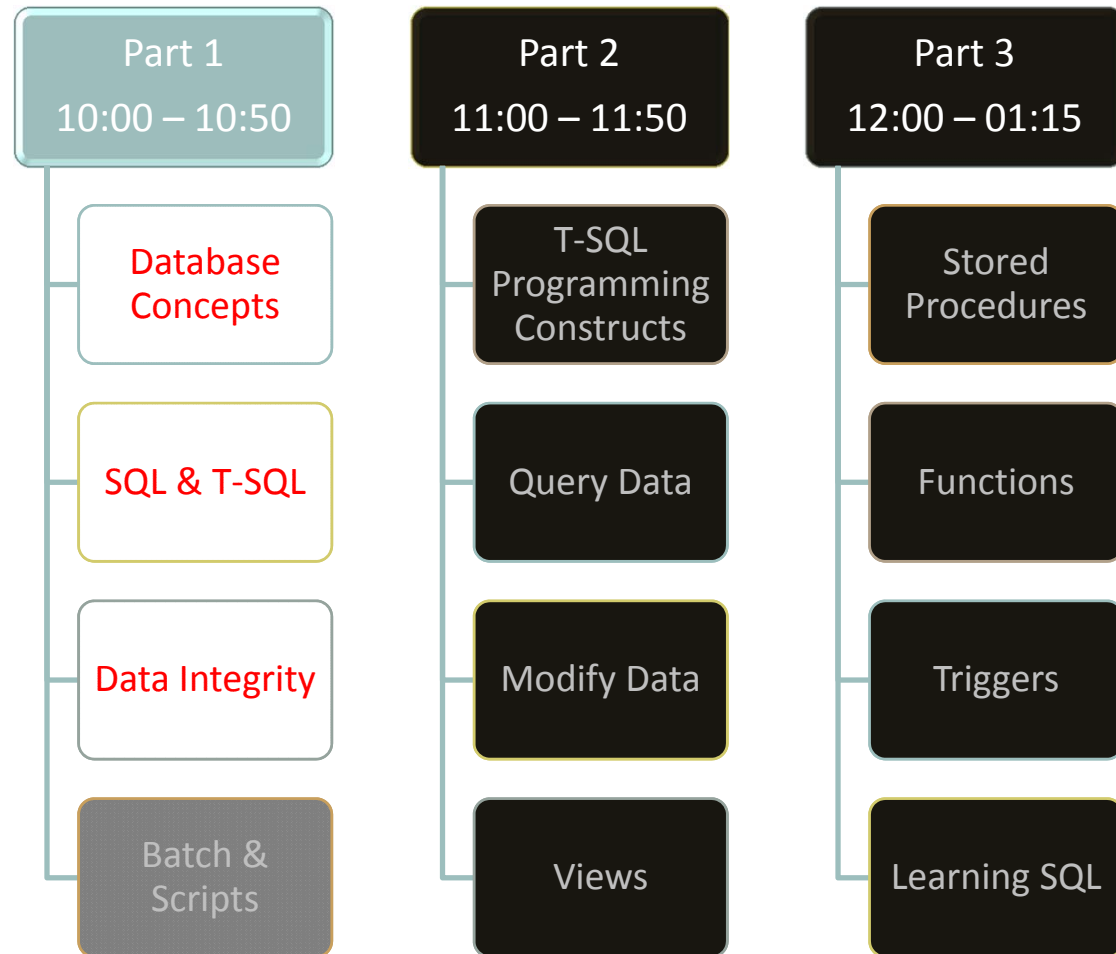 Part 1
10:00 – 10:50
Database
Concepts
SQL & T-SQL
Data Integrity
Batch &
Scripts
Part 2
11:00 – 11:50
T-SQL
Programming
Constructs
Query Data
Modify Data
Views
Part 3
12:00 – 01:15
Stored
Procedures
Functions
Triggers
Learning SQL